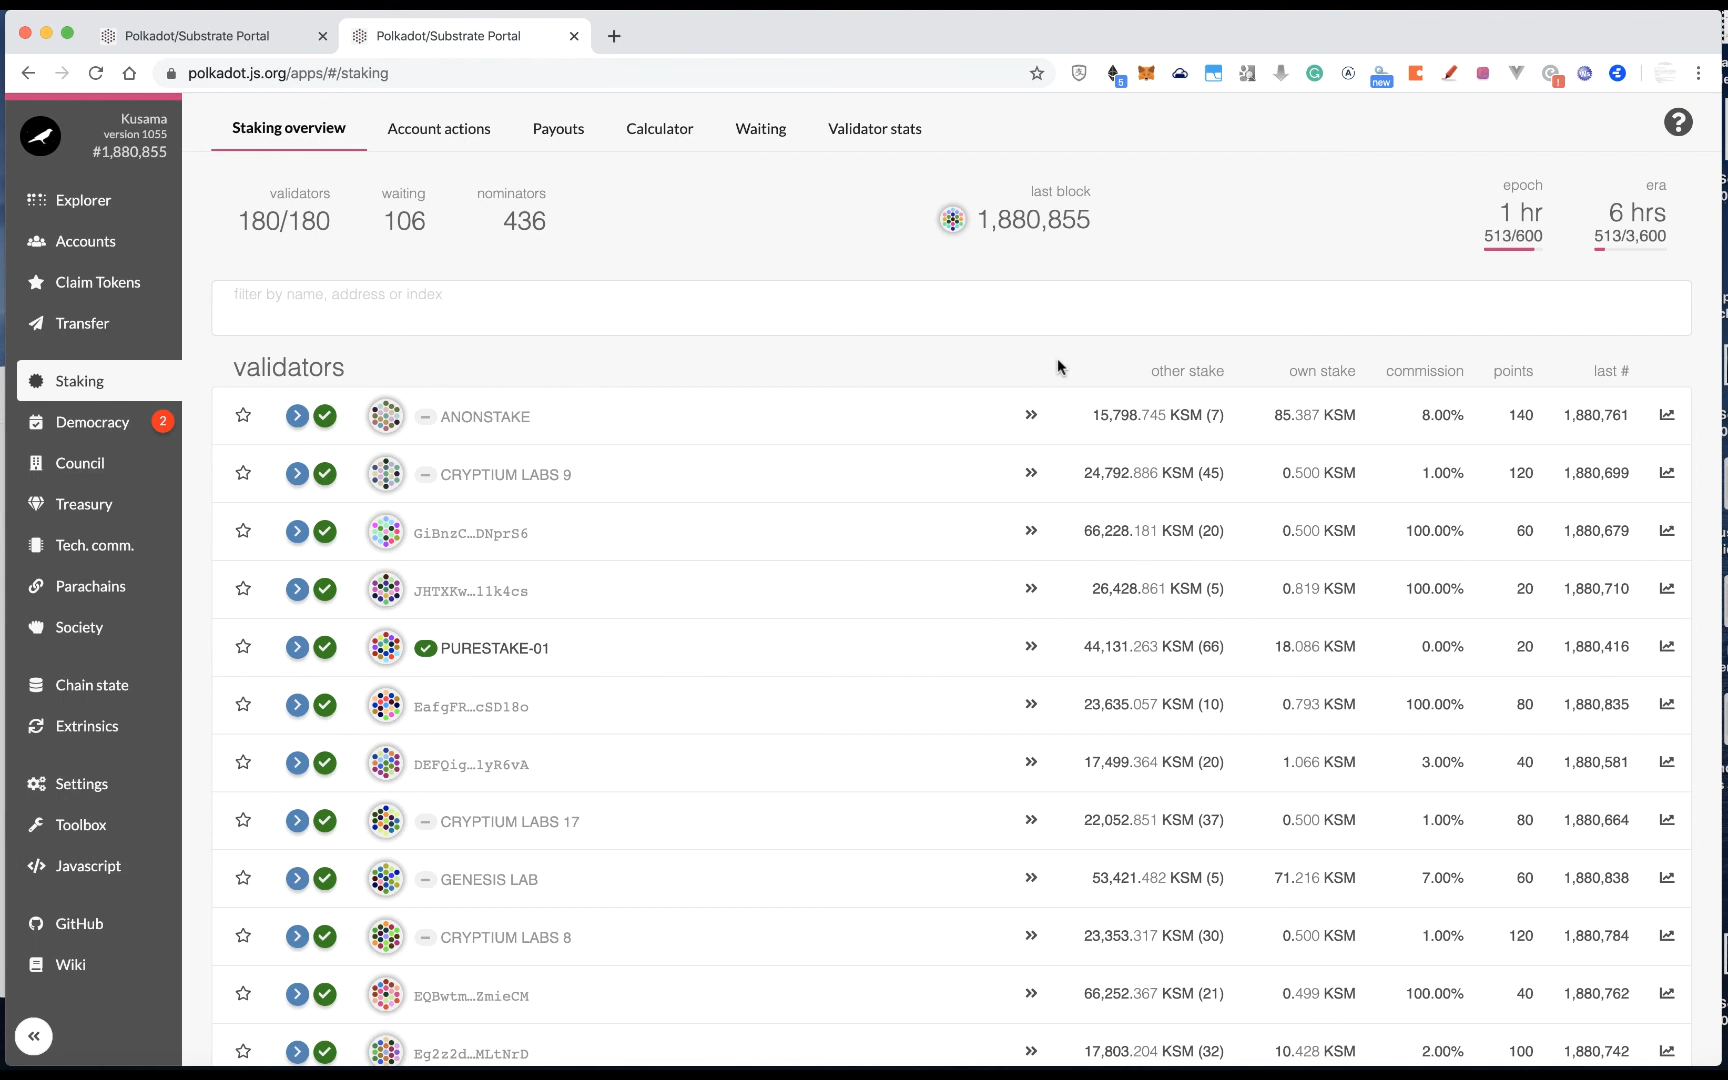 Polkadot/Substrate Portal
Polkadot/Substrate Portal
polkadot.js.org/apps/#/staking
5
new
Kusama
version 1055
#1,880,855
Explorer
Accounts
Claim Tokens
Transfer
Staking
Democracy 2
Council
Treasury
Tech. comm.
Parachains
Society
Chain state
Extrinsics
Settings
Toolbox
Javascript
GitHub
Wiki
Staking overview Account actions Payouts Calculator Waiting Validator stats
validators waiting nominators last block epoch era
180/180 106 436 1,880,855 1 hr 6 hrs
513/600 513/3,600
filter by name, address or index
validators other stake own stake commission points last #
ANONSTAKE 15,798.745 KSM (7) 85.387 KSM 8.00% 140 1,880,761
CRYPTIUM LABS 9 24,792.886 KSM (45) 0.500 KSM 1.00% 120 1,880,699
GiBnzC…DNprS6 66,228.181 KSM (20) 0.500 KSM 100.00% 60 1,880,679
JHTXKw…11k4cs 26,428.861 KSM (5) 0.819 KSM 100.00% 20 1,880,710
PURESTAKE-01 44,131.263 KSM (66) 18.086 KSM 0.00% 20 1,880,416
EafgFR…cSD18o 23,635.057 KSM (10) 0.793 KSM 100.00% 80 1,880,835
DEFQig…1yR6vA 17,499.364 KSM (20) 1.066 KSM 3.00% 40 1,880,581
CRYPTIUM LABS 17 22,052.851 KSM (37) 0.500 KSM 1.00% 80 1,880,664
GENESIS LAB 53,421.482 KSM (5) 71.216 KSM 7.00% 60 1,880,838
CRYPTIUM LABS 8 23,353.317 KSM (30) 0.500 KSM 1.00% 120 1,880,784
EQBwtm…ZmieCM 66,252.367 KSM (21) 0.499 KSM 100.00% 40 1,880,762
Eg2z2d…MLtNrD 17,803.204 KSM (32) 10.428 KSM 2.00% 100 1,880,742